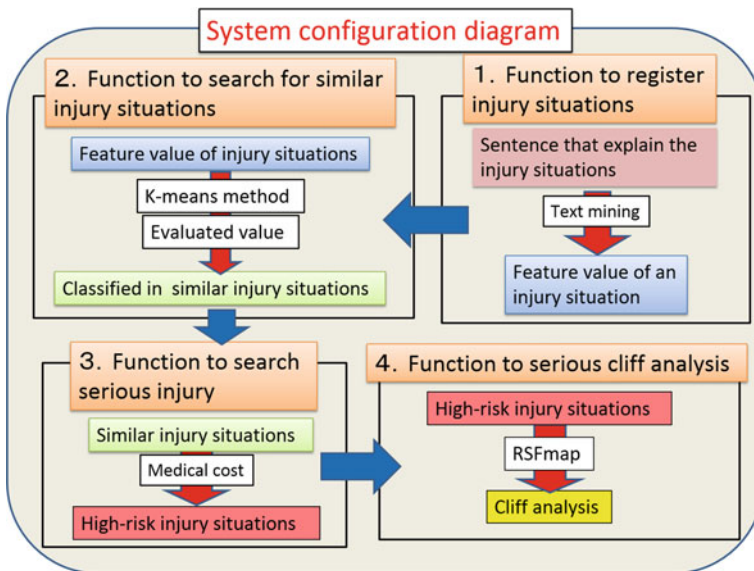 System configuration diagram
1. Function to register
injury situations
Sentence that explain the
injury situations
Text mining
Feature value of an
injury situation
2. Function to search for similar
injury situations
Feature value of injury situations
K-means method
Evaluated value
Classified in similar injury situations
3. Function to search
serious injury
Similar injury situations
Medical cost
High-risk injury situations
4. Function to serious cliff analysis
High-risk injury situations
RSFmap
Cliff analysis